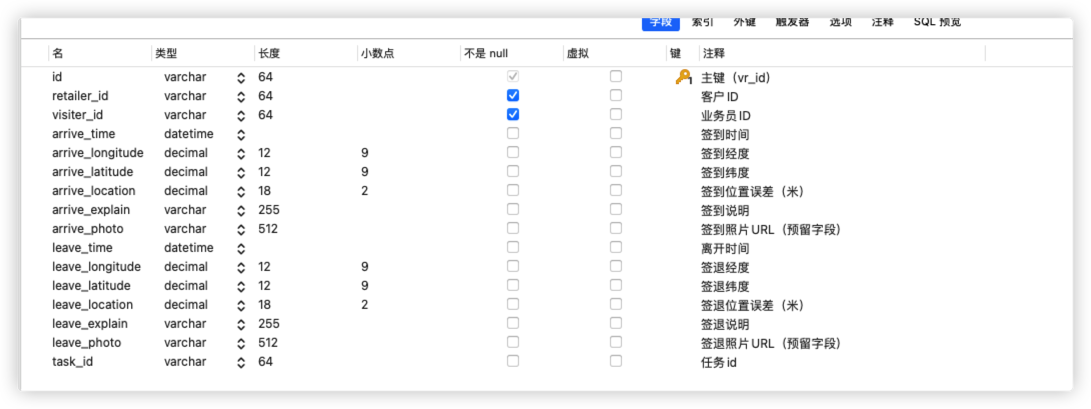 字段 索引 外键 触发器 选项 注释 SQL 预览
名 类型 长度 小数点 不是 null 虚拟 键 注释
id varchar 64 1 主键（vr_id）
retailer_id varchar 64 客户 ID
visiter_id varchar 64 业务员 ID
arrive_time datetime 签到时间
arrive_longitude decimal 12 9 签到经度
arrive_latitude decimal 12 9 签到纬度
arrive_location decimal 18 2 签到位置误差（米）
arrive_explain varchar 255 签到说明
arrive_photo varchar 512 签到照片 URL（预留字段）
leave_time datetime 离开时间
leave_longitude decimal 12 9 签退经度
leave_latitude decimal 12 9 签退纬度
leave_location decimal 18 2 签退位置误差（米）
leave_explain varchar 255 签退说明
leave_photo varchar 512 签退照片 URL（预留字段）
task_id varchar 64 任务 id